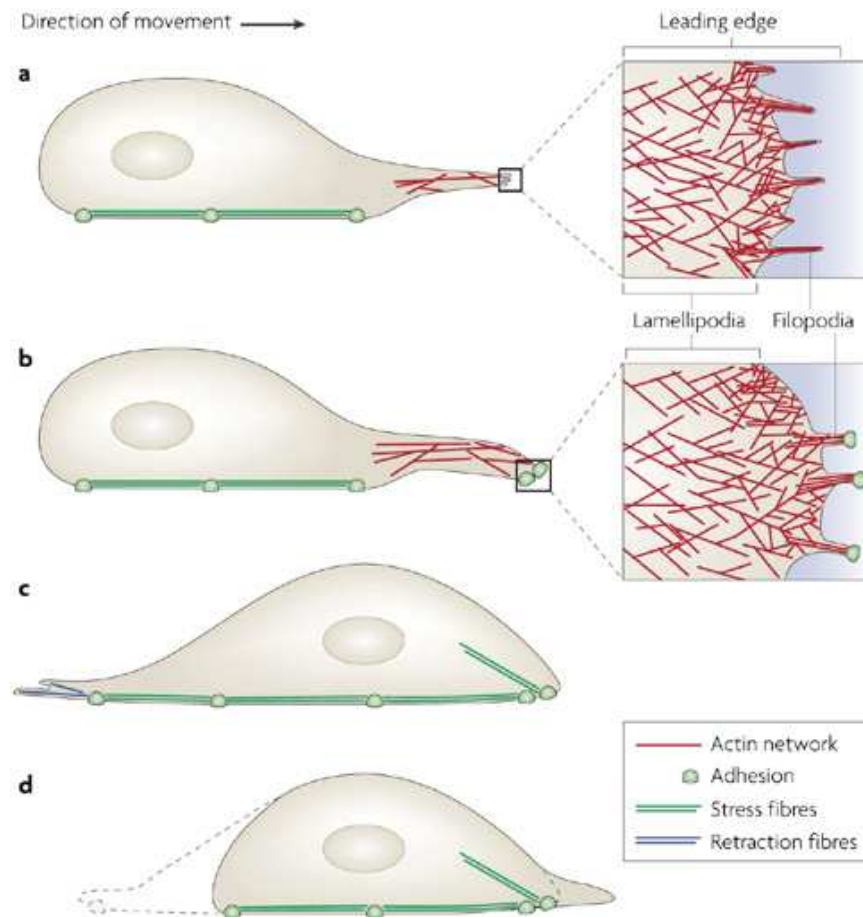 Direction of movement
Leading edge
a
Lamellipodia
Filopodia
b
c
Actin network
Adhesion
Stress fibres
Retraction fibres
d